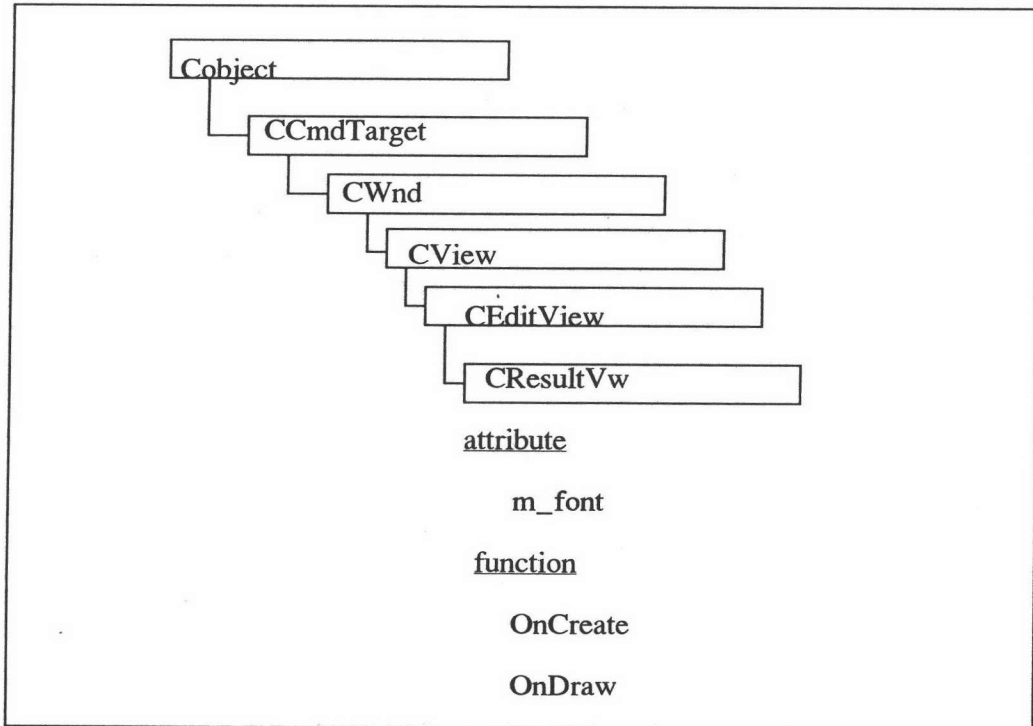 Cobject
CCmdTarget
CWnd
CView
CEditView
CResultVw
attribute
m_font
function
OnCreate
OnDraw